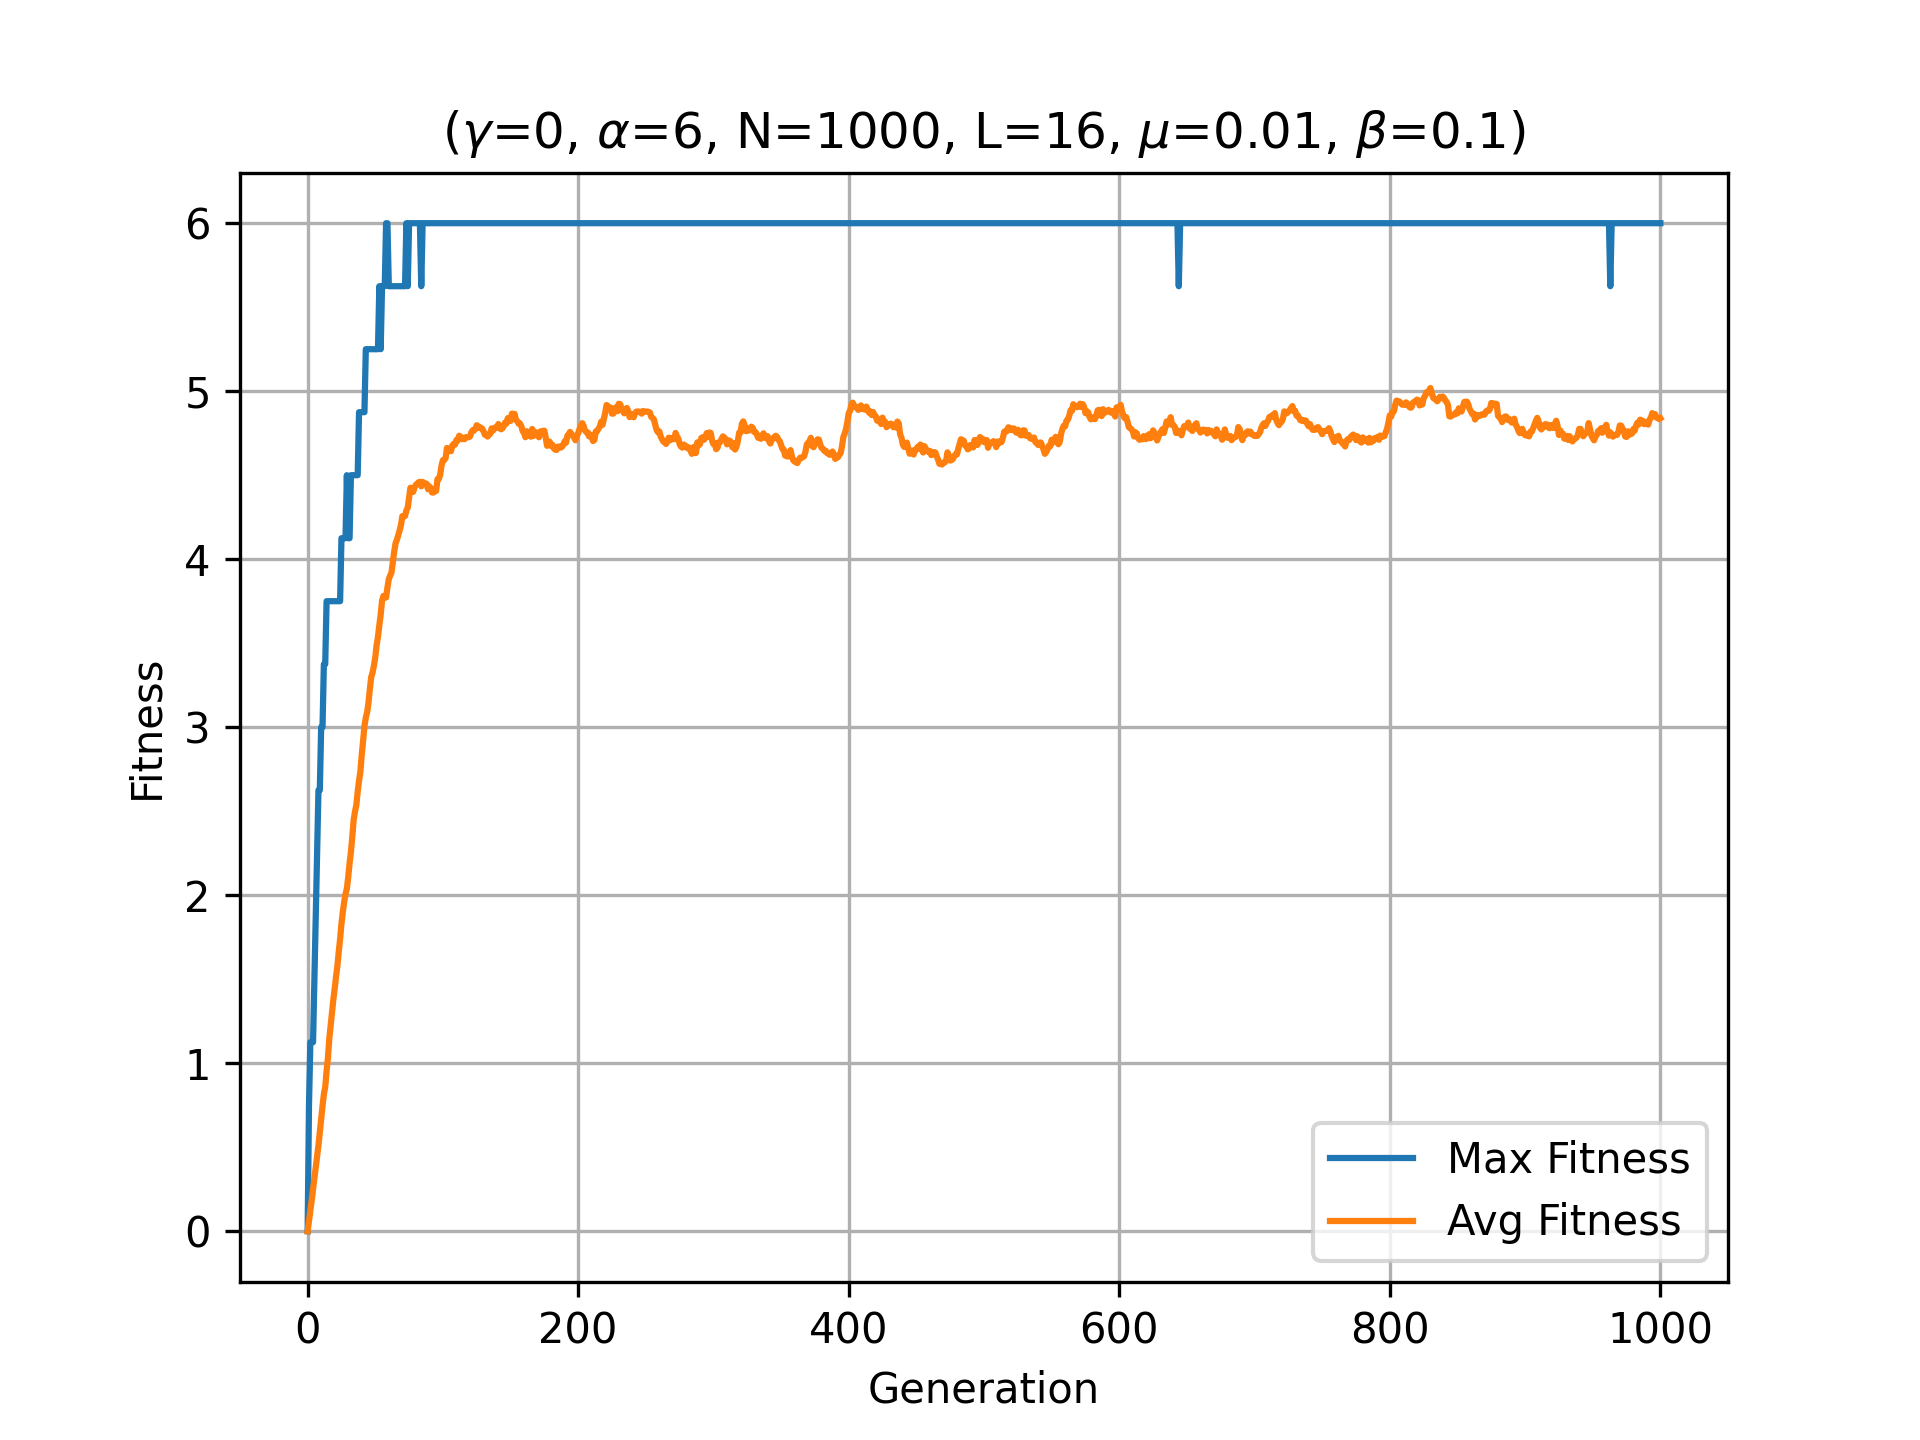 (γ=0, α=6, N=1000, L=16, μ=0.01, β=0.1)
6
5
4
3
2
1
0
Fitness
Max Fitness
Avg Fitness
0 200 400 600 800 1000
Generation